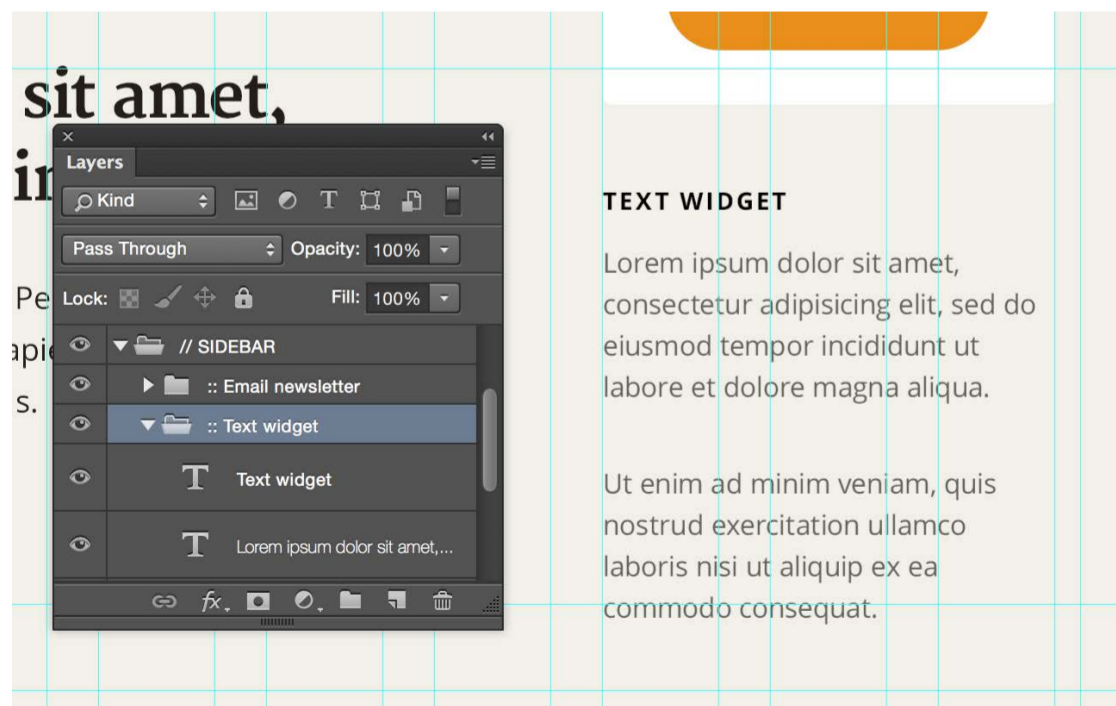 sit amet,
Layers
Kind
T
Pass Through
Opacity: 100%
Lock:
Fill: 100%
// SIDEBAR
:: Email newsletter
:: Text widget
T Text widget
T Lorem ipsum dolor sit amet,...
fx.
s.
TEXT WIDGET
Lorem ipsum dolor sit amet,
consectetur adipisicing elit, sed do
eiusmod tempor incididunt ut
labore et dolore magna aliqua.
Ut enim ad minim veniam, quis
nostrud exercitation ullamco
laboris nisi ut aliquip ex ea
commodo consequat.